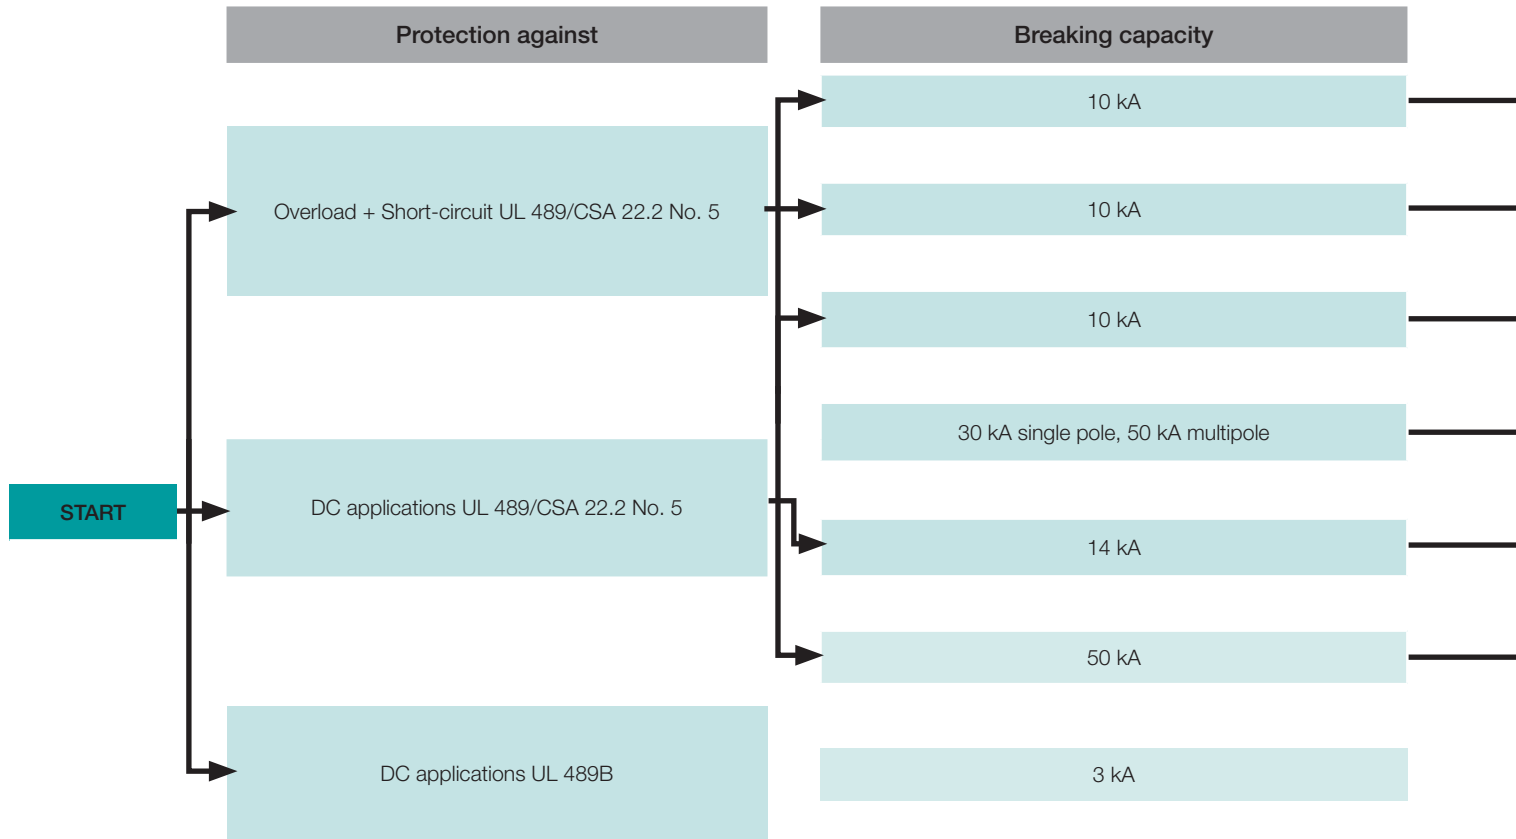 Protection against
Breaking capacity
10 kA
Overload + Short-circuit UL 489/CSA 22.2 No. 5
10 kA
10 kA
30 kA single pole, 50 kA multipole
START
DC applications UL 489/CSA 22.2 No. 5
14 kA
50 kA
DC applications UL 489B
3 kA